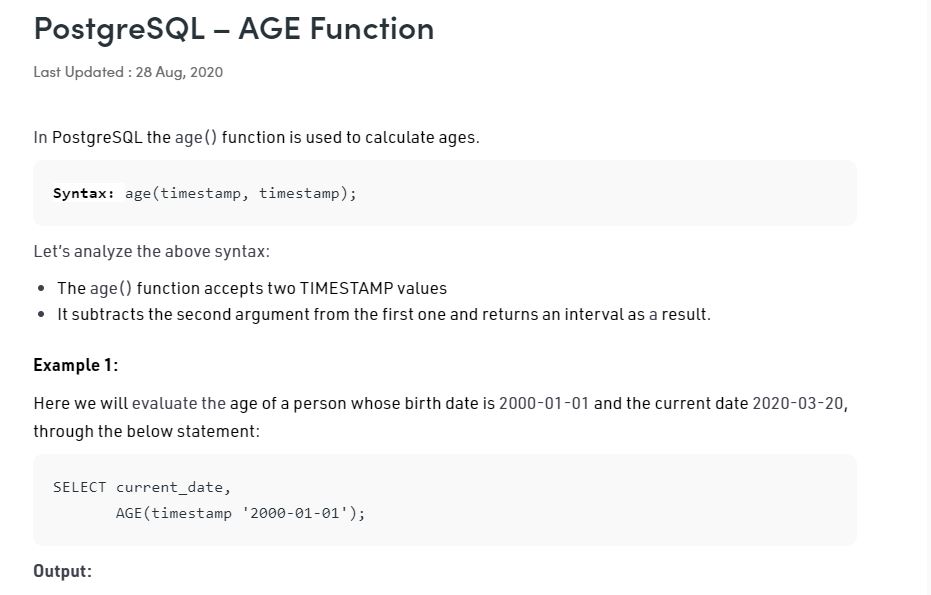 PostgreSQL – AGE Function
Last Updated : 28 Aug, 2020
In PostgreSQL the age() function is used to calculate ages.
Syntax: age(timestamp, timestamp);
Let's analyze the above syntax:
• The age() function accepts two TIMESTAMP values
• It subtracts the second argument from the first one and returns an interval as a result.
Example 1:
Here we will evaluate the age of a person whose birth date is 2000-01-01 and the current date 2020-03-20,
through the below statement:
SELECT current_date,
       AGE(timestamp '2000-01-01');
Output: